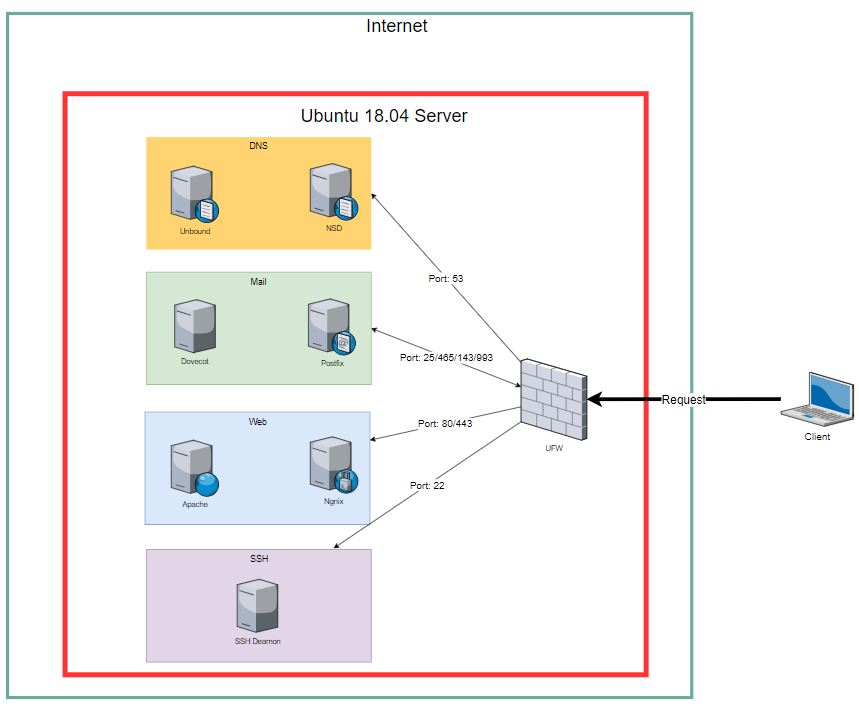 Internet
Ubuntu 18.04 Server
DNS
Unbound
NSD
Port: 53
Mail
Dovecot
Postfix
Port: 25/465/143/993
Request
Client
UFW
Web
Port: 80/443
Apache
Ngnix
Port: 22
SSH
SSH Deamon